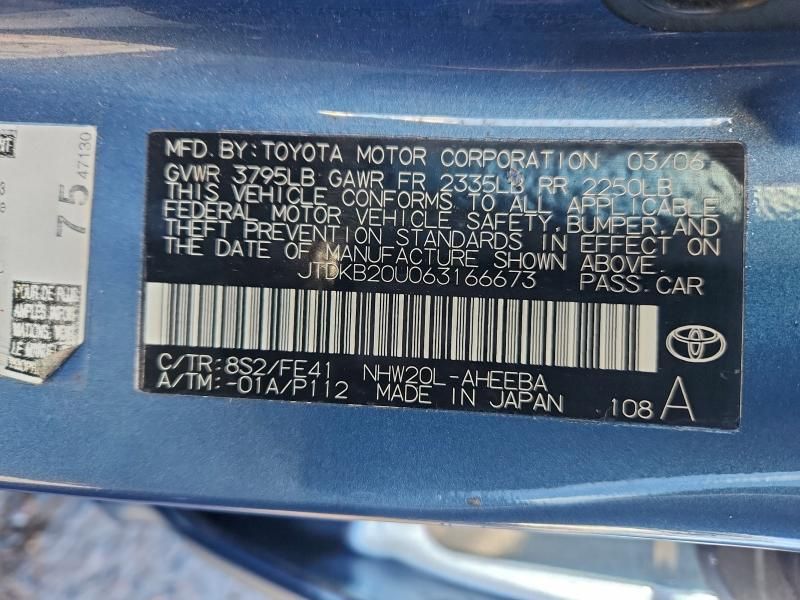 MFD. BY: TOYOTA MOTOR CORPORATION 03/06
GVWR 3795LB GAWR FR 2335LB RR 2250LB
THIS VEHICLE CONFORMS TO ALL APPLICABLE
FEDERAL MOTOR VEHICLE SAFETY, BUMPER, AND
THEFT PREVENTION STANDARDS IN EFFECT ON
THE DATE OF MANUFACTURE SHOWN ABOVE.
JTDKB20U063166673 PASS. CAR
C/TR: 8S2/FE41 NHW20L-AHEEBA
A/TM: -01A/P112 MADE IN JAPAN
108 A
75
47130